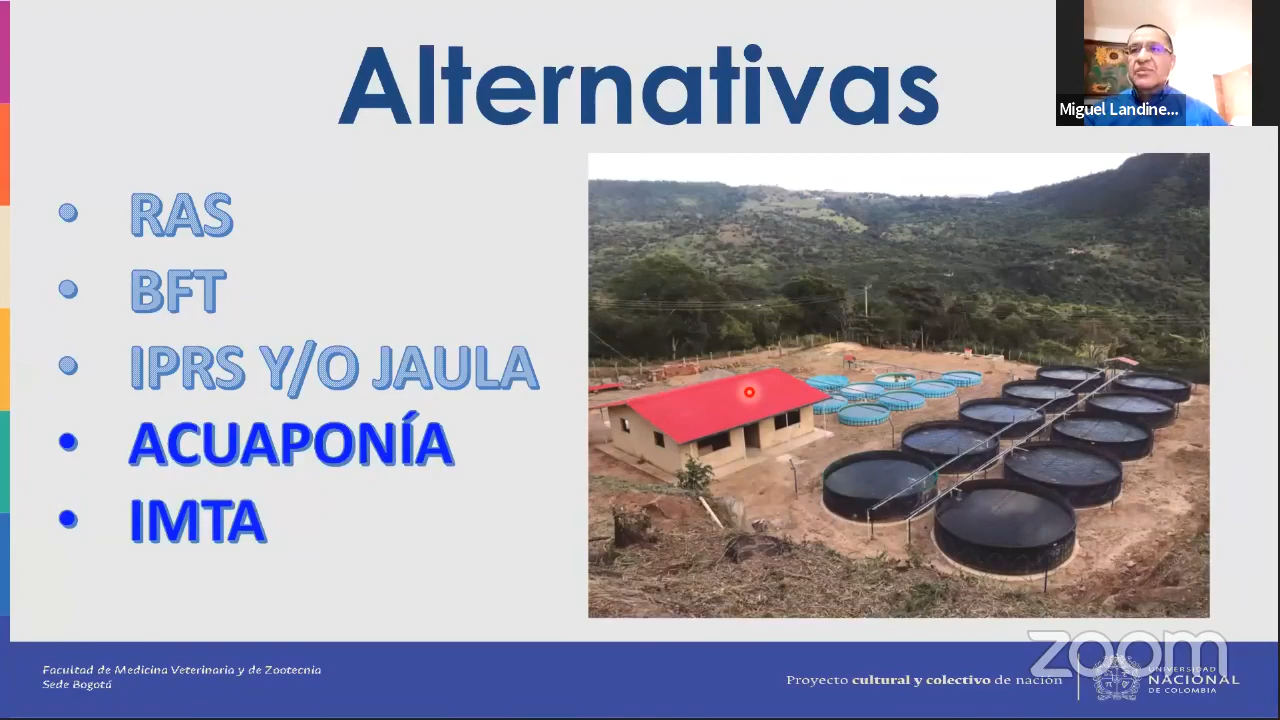 Alternativas
Miguel Landine...
• RAS
• BFT
• IPRS Y/O JAULA
• ACUAPONÍA
• IMTA
Facultad de Medicina Veterinaria y de Zootecnia
Sede Bogotá
Proyecto cultural y colectivo de nación
zoom
UNIVERSIDAD
NACIONAL
DE COLOMBIA